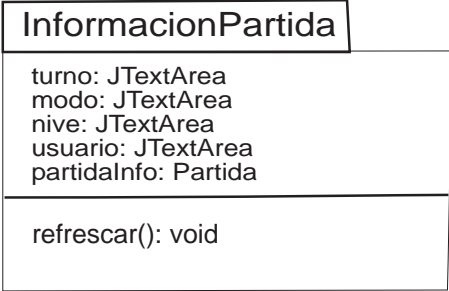 InformacionPartida
turno: JTextArea
modo: JTextArea
nive: JTextArea
usuario: JTextArea
partidaInfo: Partida
refrescar(): void